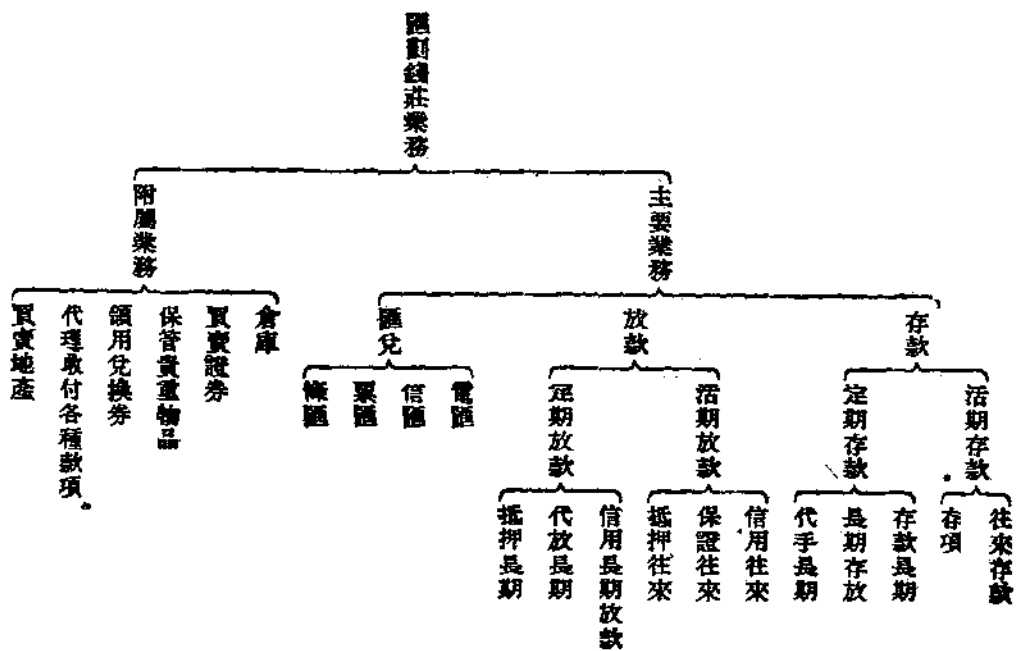 匯劃錢莊業務
主要業務
存款
活期存款
往來存款
存項
定期存款
存款長期
長期存放
代手長期
放款
活期放款
信用往來
保證往來
抵押往來
定期放款
信用長期放款
代放長期
抵押長期
匯兌
電匯
信匯
票匯
條匯
附屬業務
倉庫
買賣證券
保管貴重物品
領用兌換券
代理收付各種款項。
買賣地產